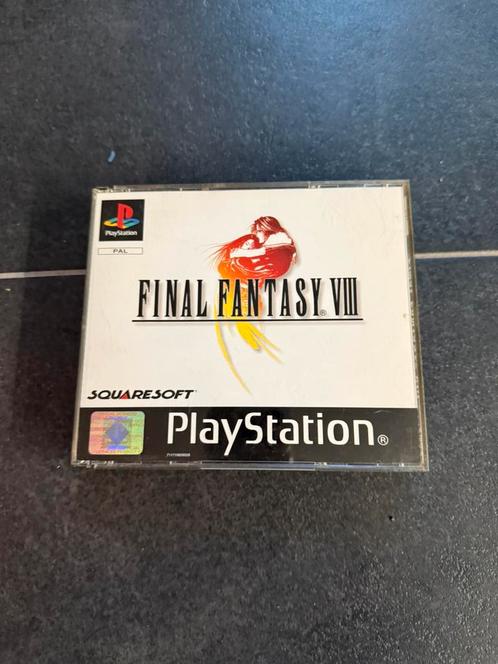 PlayStation
PAL
FINAL FANTASY® VIII
SQUARESOFT
PlayStation®